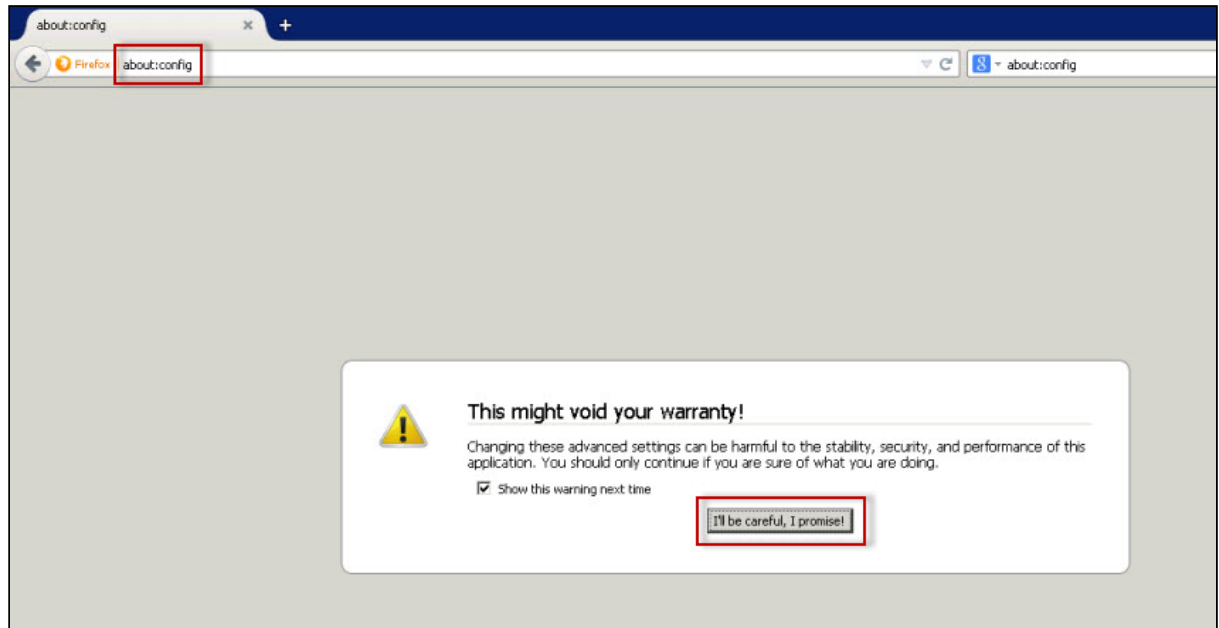 about:config
Firefox about:config about:config
This might void your warranty!
Changing these advanced settings can be harmful to the stability, security, and performance of this
application. You should only continue if you are sure of what you are doing.
Show this warning next time
I'll be careful, I promise!